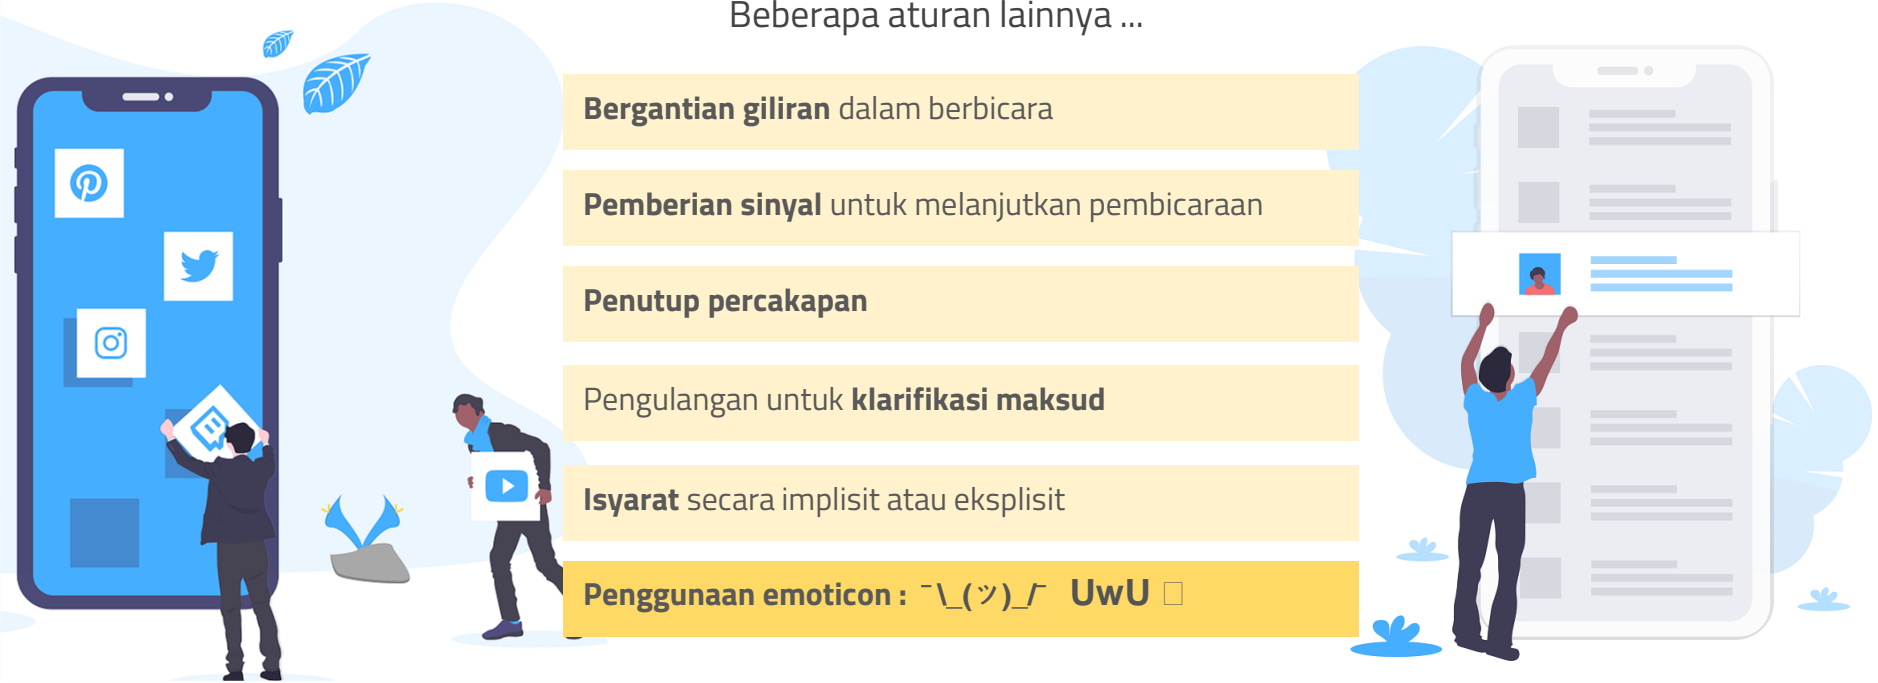 Beberapa aturan lainnya ...
Bergantian giliran dalam berbicara
Pemberian sinyal untuk melanjutkan pembicaraan
Penutup percakapan
Pengulangan untuk klarifikasi maksud
Isyarat secara implisit atau eksplisit
Penggunaan emoticon : ¯\_(ツ)_/¯ UwU □